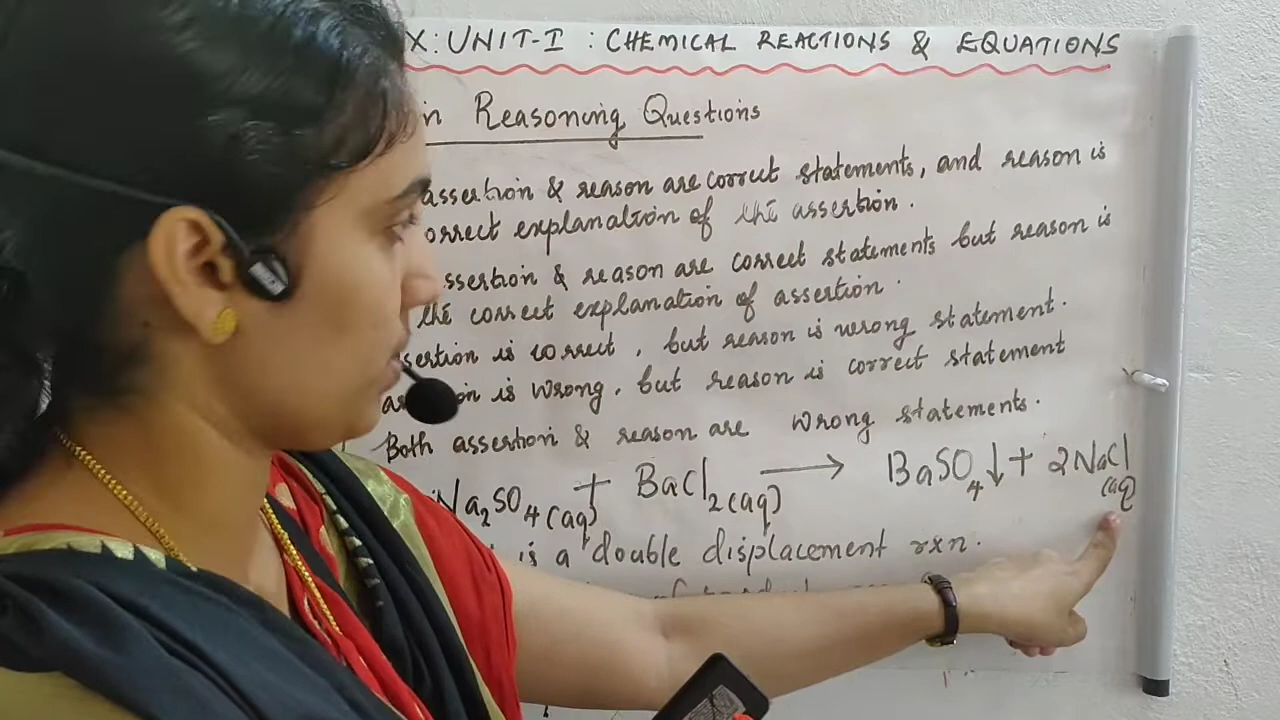 X: UNIT-I : CHEMICAL REACTIONS & EQUATIONS
n Reasoning Questions
assertion & reason are correct statements, and reason is
orrect explanation of the assertion.
ssertion & reason are correct statements but reason is
the correct explanation of assertion.
sertion is correct, but reason is wrong statement.
on is wrong, but reason is correct statement
Both assertion & reason are wrong statements.
Na₂SO₄(aq) + BaCl₂(aq) → BaSO₄↓ + 2NaCl(aq)
is a double displacement rxn.